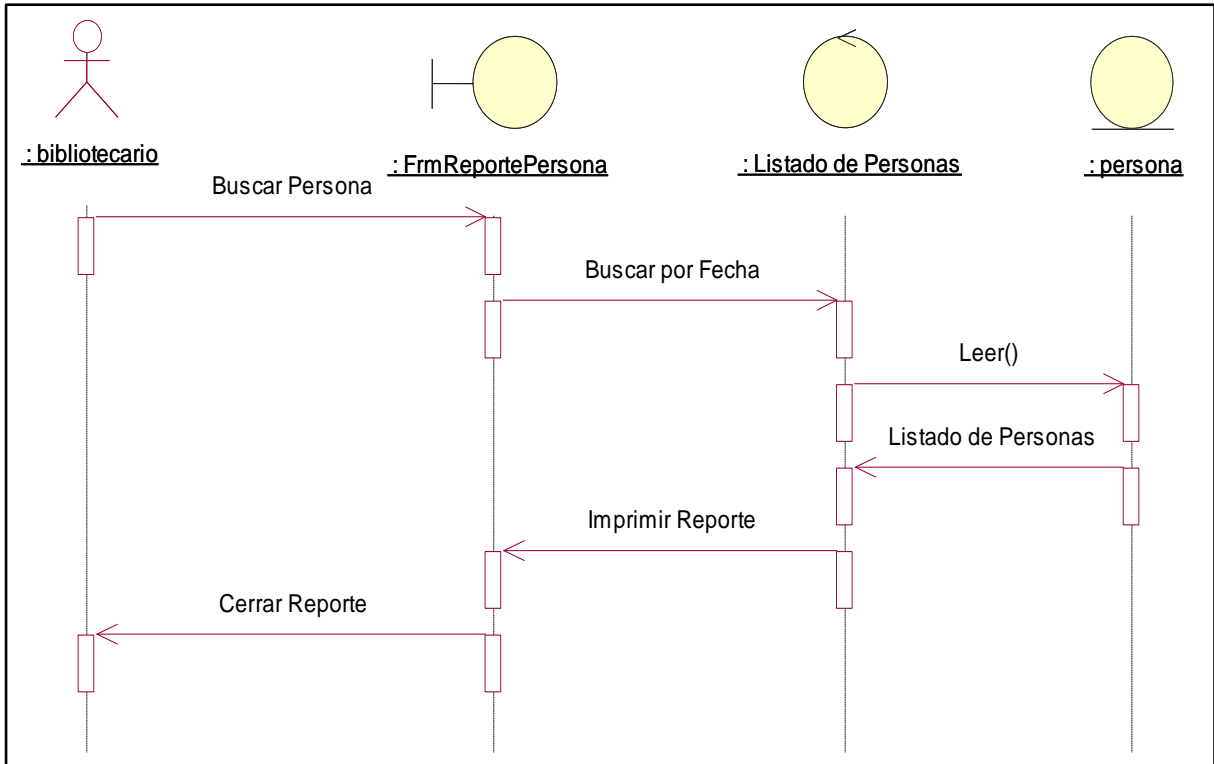 : bibliotecario
: FrmReportePersona
: Listado de Personas
: persona
Buscar Persona
Buscar por Fecha
Leer()
Listado de Personas
Imprimir Reporte
Cerrar Reporte